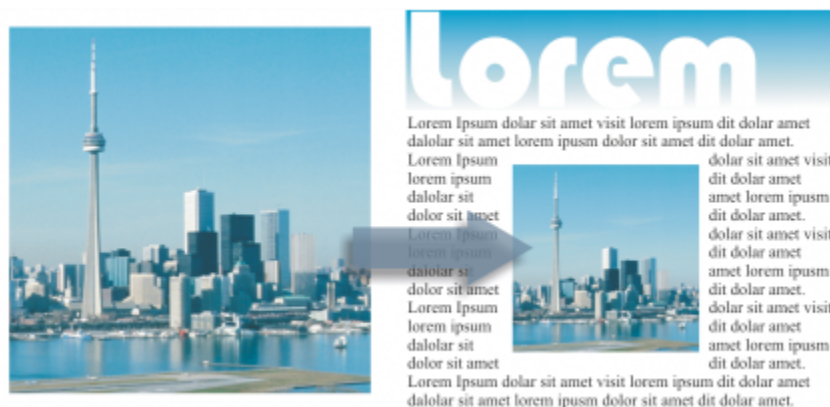 Lorem
Lorem Ipsum dolar sit amet visit lorem ipsum dit dolar amet
dalolar sit amet lorem ipusm dolor sit amet dit dolar amet.
Lorem Ipsum dolar sit amet visit
lorem ipsum dit dolar amet
dalolar sit amet lorem ipusm
dolor sit amet dit dolar amet.
Lorem Ipsum dolar sit amet visit
lorem ipsum dit dolar amet
dalolar sit amet lorem ipusm
dolor sit amet dit dolar amet.
Lorem Ipsum dolar sit amet visit
lorem ipsum dit dolar amet
dalolar sit amet lorem ipusm
dolor sit amet dit dolar amet.
Lorem Ipsum dolar sit amet visit lorem ipsum dit dolar amet
dalolar sit amet lorem ipusm dolor sit amet dit dolar amet.